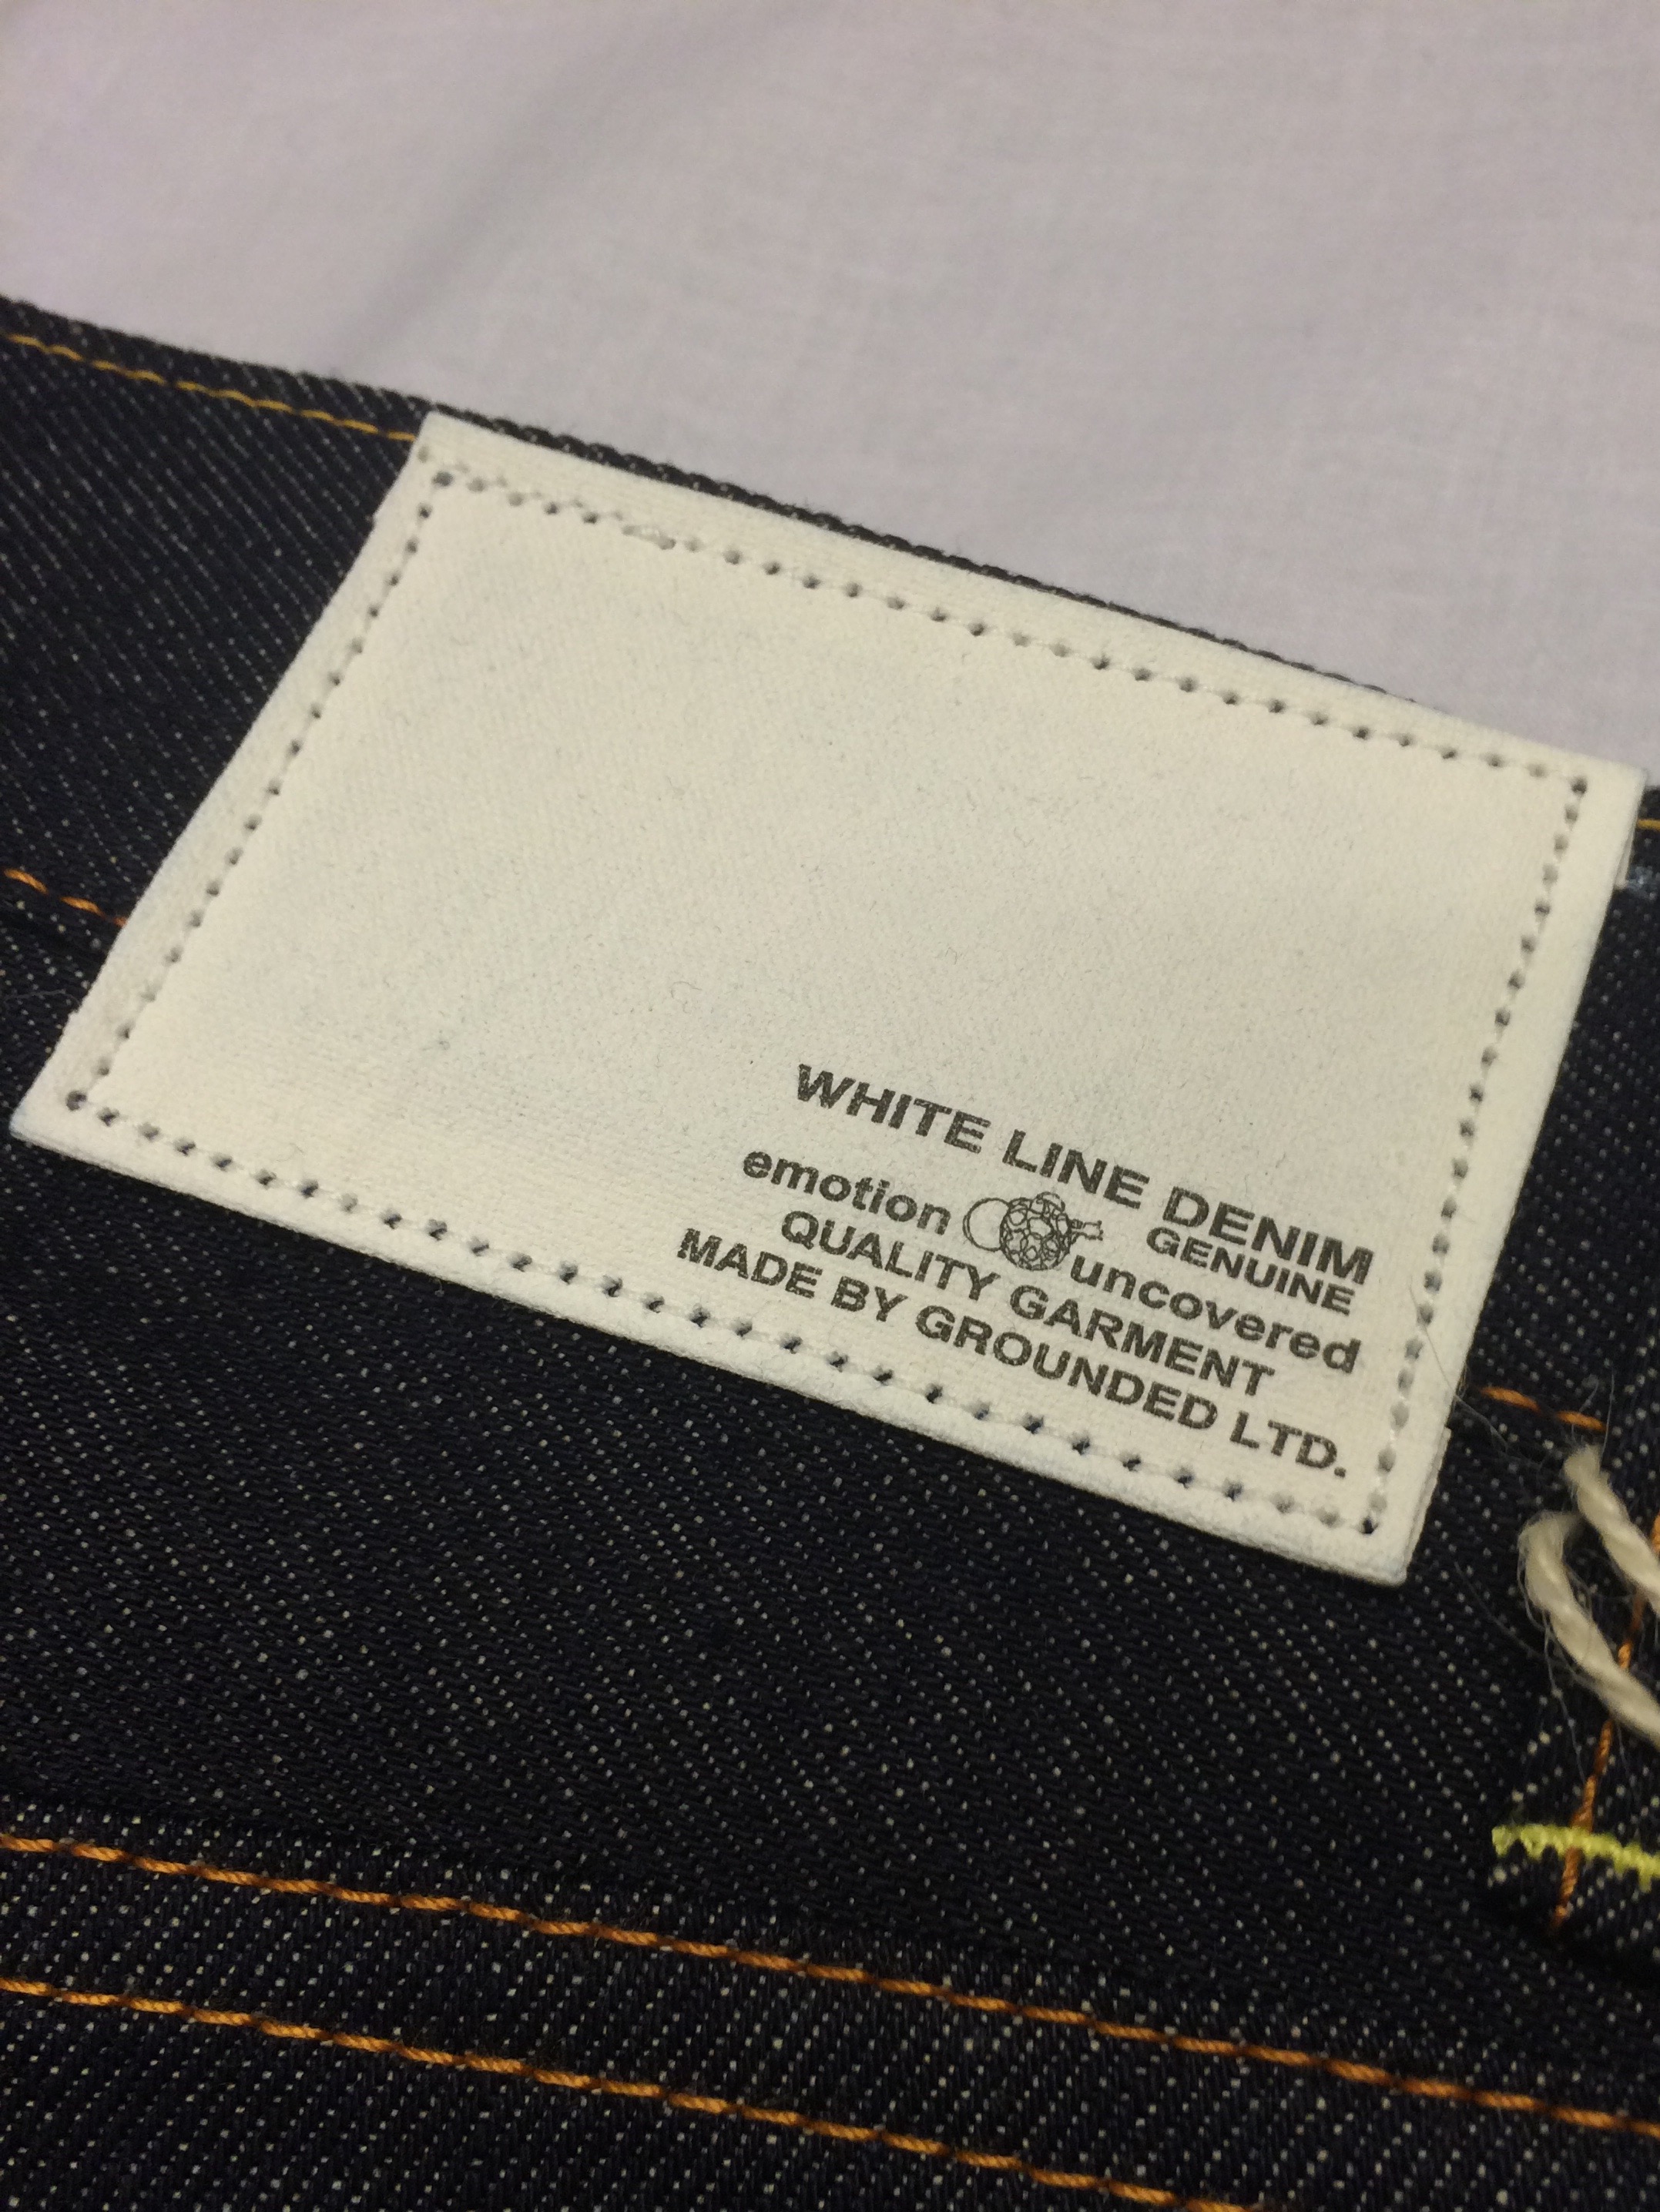 WHITE LINE DENIM
GENUINE
emotion uncovered
QUALITY GARMENT
MADE BY GROUNDED LTD.